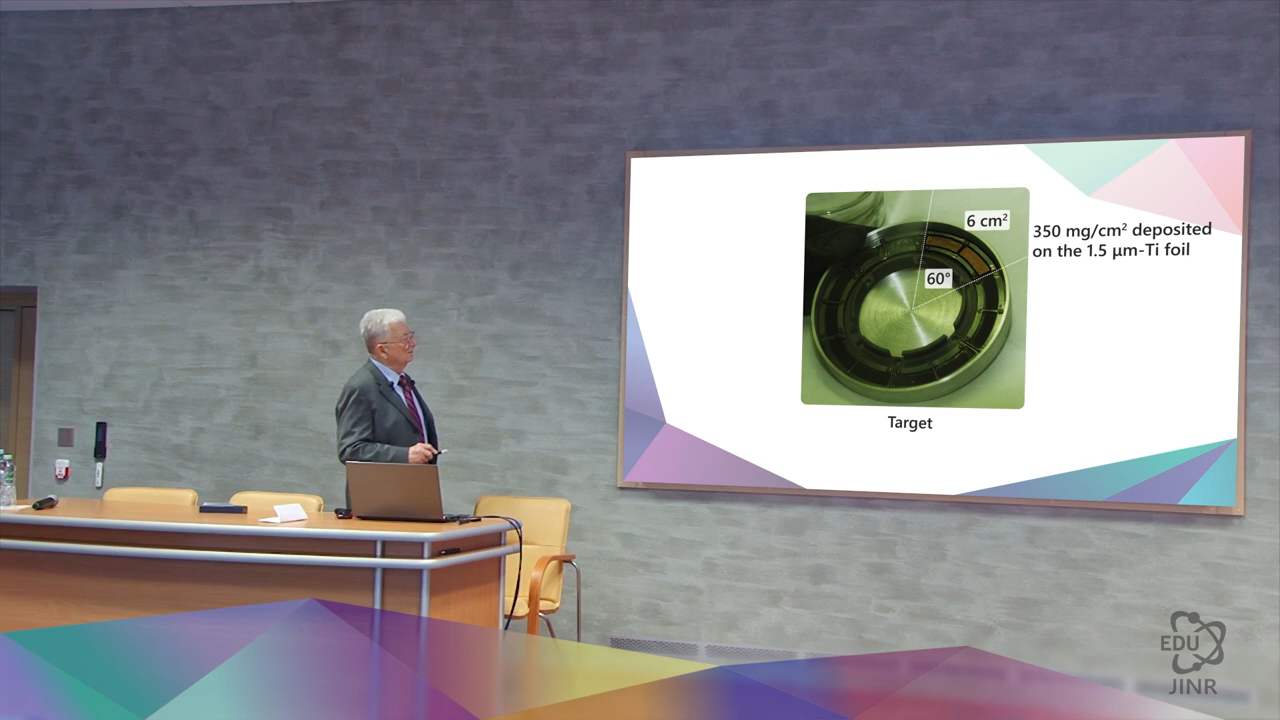 6 cm²
350 mg/cm² deposited
on the 1.5 µm-Ti foil
60°
Target
EDU
JINR